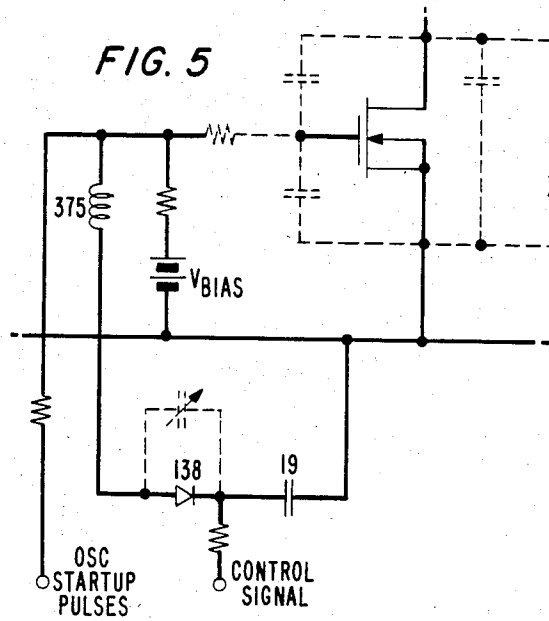 FIG. 5
375
VBIAS
138
19
OSC
STARTUP
PULSES
CONTROL
SIGNAL